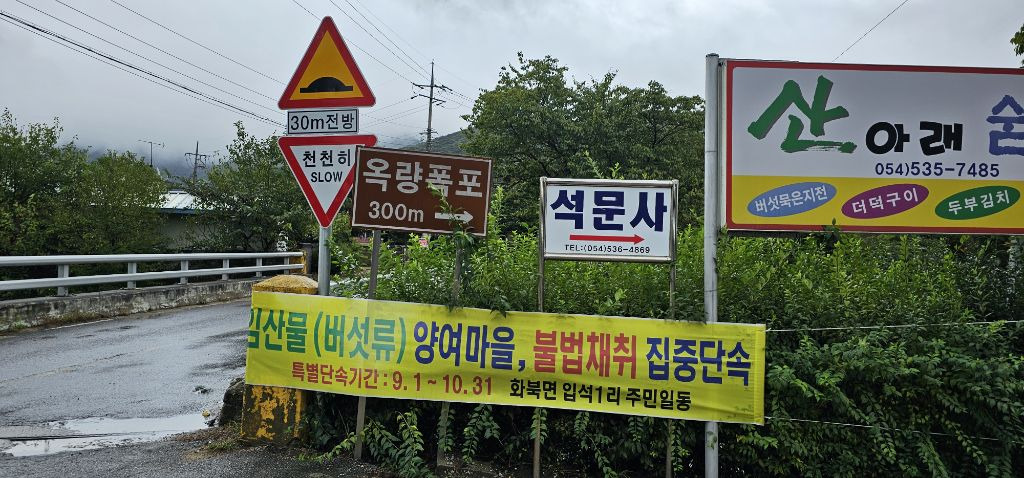 30m전방
천천히
SLOW
옥량폭포
300m
석문사
TEL:(054)536-4869
산아래
054)535-7485
버섯묵은지전
더덕구이
두부김치
임산물(버섯류) 양여마을, 불법채취 집중단속
특별단속기간 : 9. 1 ~ 10. 31
화북면 입석1리 주민일동